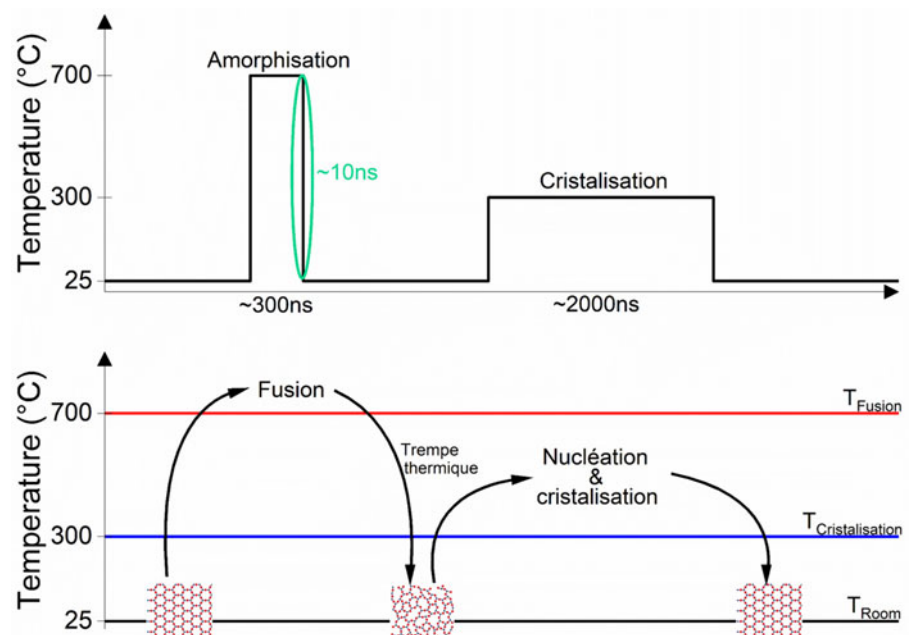 Temperature (°C)
700
300
25
Amorphisation
~10ns
Cristalisation
~300ns
~2000ns
Temperature (°C)
700
300
25
Fusion
T_Fusion
Trempe
thermique
Nucléation
&
cristalisation
T_Cristalisation
T_Room